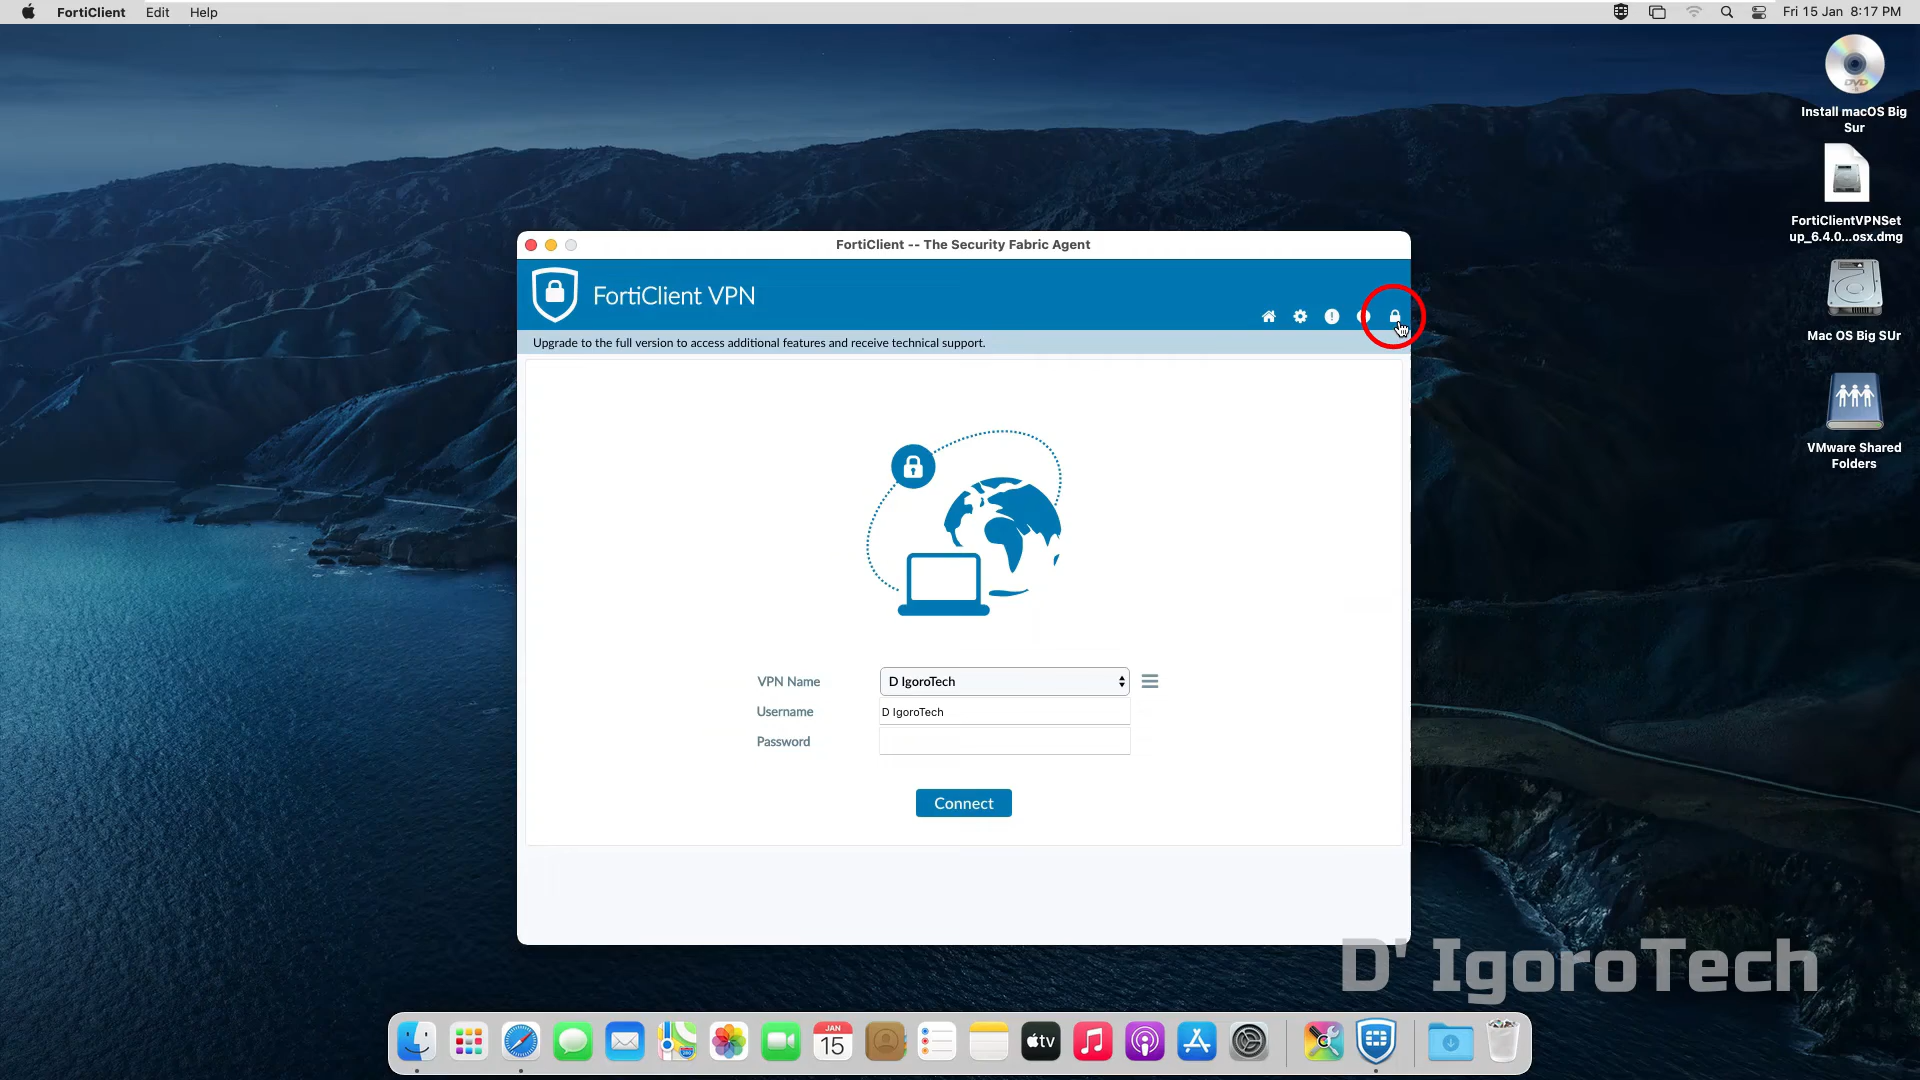 FortiClient Edit Help
Fri 15 Jan 8:17 PM
DVD
Install macOS Big
Sur
FortiClientVPNSet
up_6.4.0...osx.dmg
Mac OS Big SUr
VMware Shared
Folders
FortiClient -- The Security Fabric Agent
FortiClient VPN
Upgrade to the full version to access additional features and receive technical support.
VPN Name
D IgoroTech
Username
D IgoroTech
Password
Connect
D' IgoroTech
JAN
15
tv